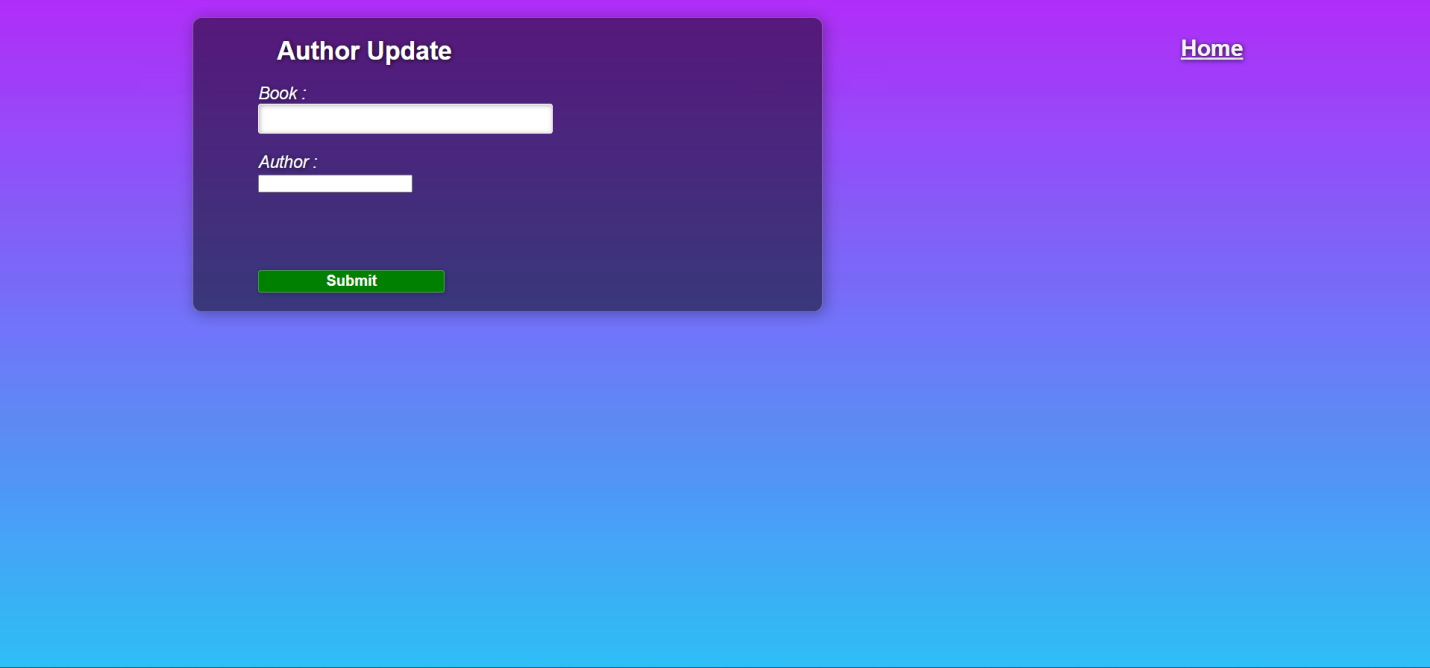 Author Update
Home
Book :
Author :
Submit